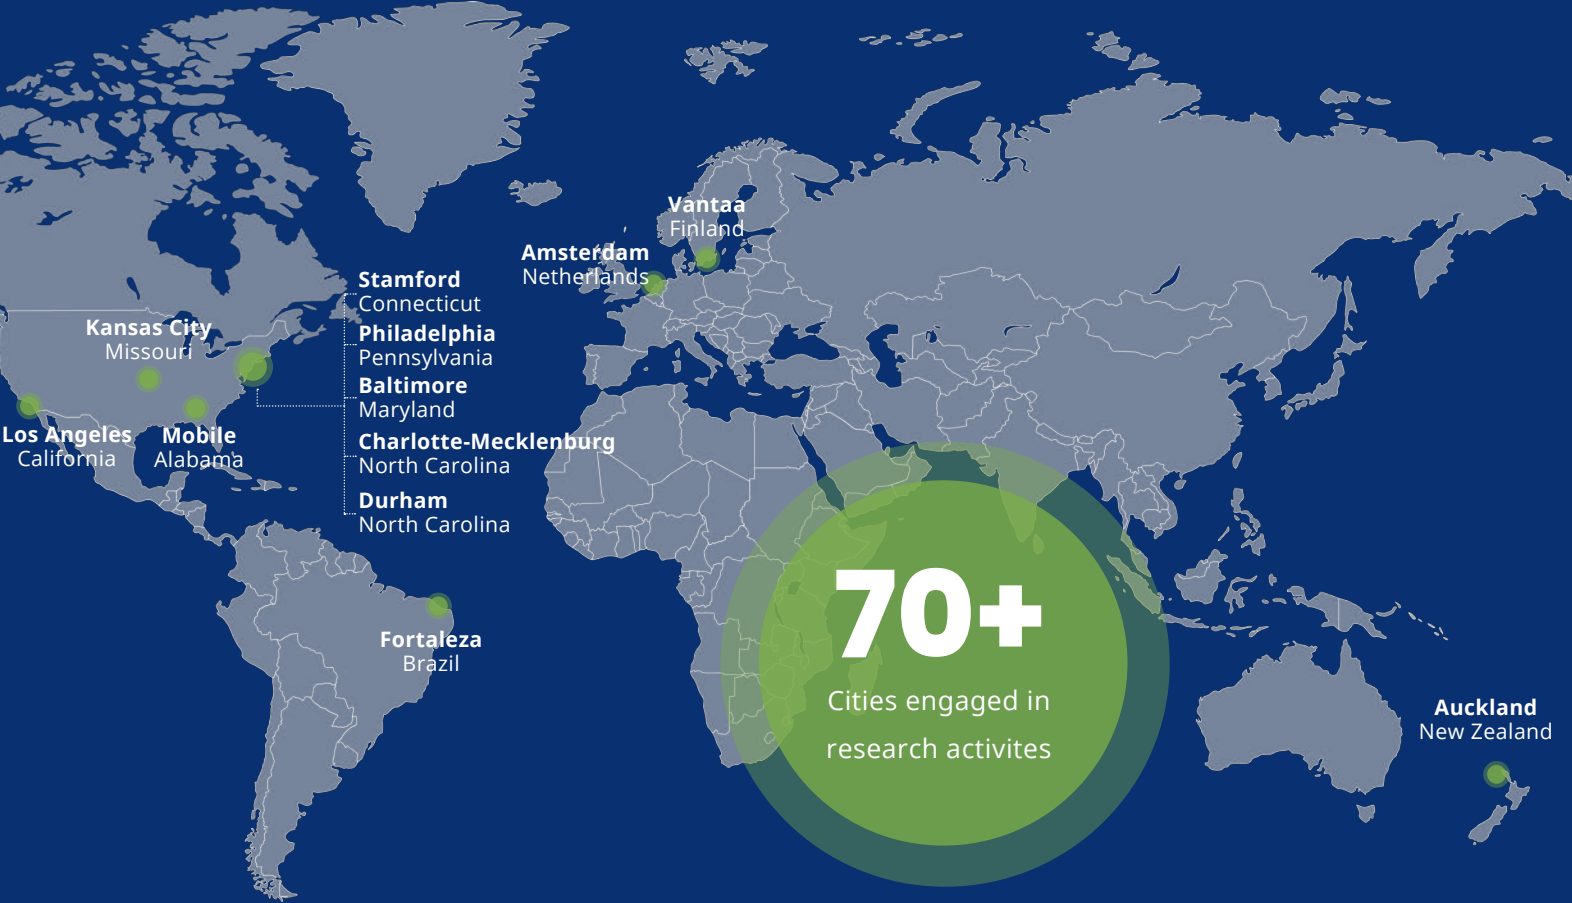 Vantaa
Finland
Amsterdam
Netherlands
Stamford
Connecticut
Philadelphia
Pennsylvania
Baltimore
Maryland
Charlotte-Mecklenburg
North Carolina
Durham
North Carolina
Kansas City
Missouri
Los Angeles
California
Mobile
Alabama
Fortaleza
Brazil
70+
Cities engaged in
research activites
Auckland
New Zealand